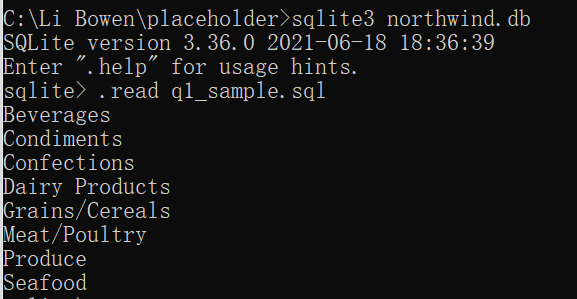 C:\Li Bowen\placeholder>sqlite3 northwind.db
SQLite version 3.36.0 2021-06-18 18:36:39
Enter ".help" for usage hints.
sqlite> .read q1_sample.sql
Beverages
Condiments
Confections
Dairy Products
Grains/Cereals
Meat/Poultry
Produce
Seafood